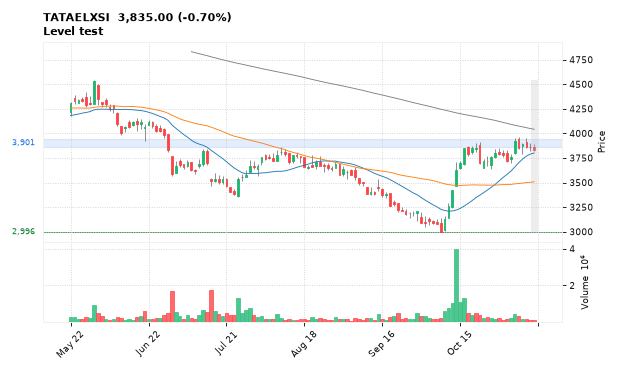 TATAELXSI 3,835.00 (-0.70%)
Level test
4750
4500
4250
4000
3750
3500
3250
3000
Price
3,901
2,996
4
2
Volume 10⁶
May 22
Jun 22
Jul 21
Aug 18
Sep 16
Oct 15